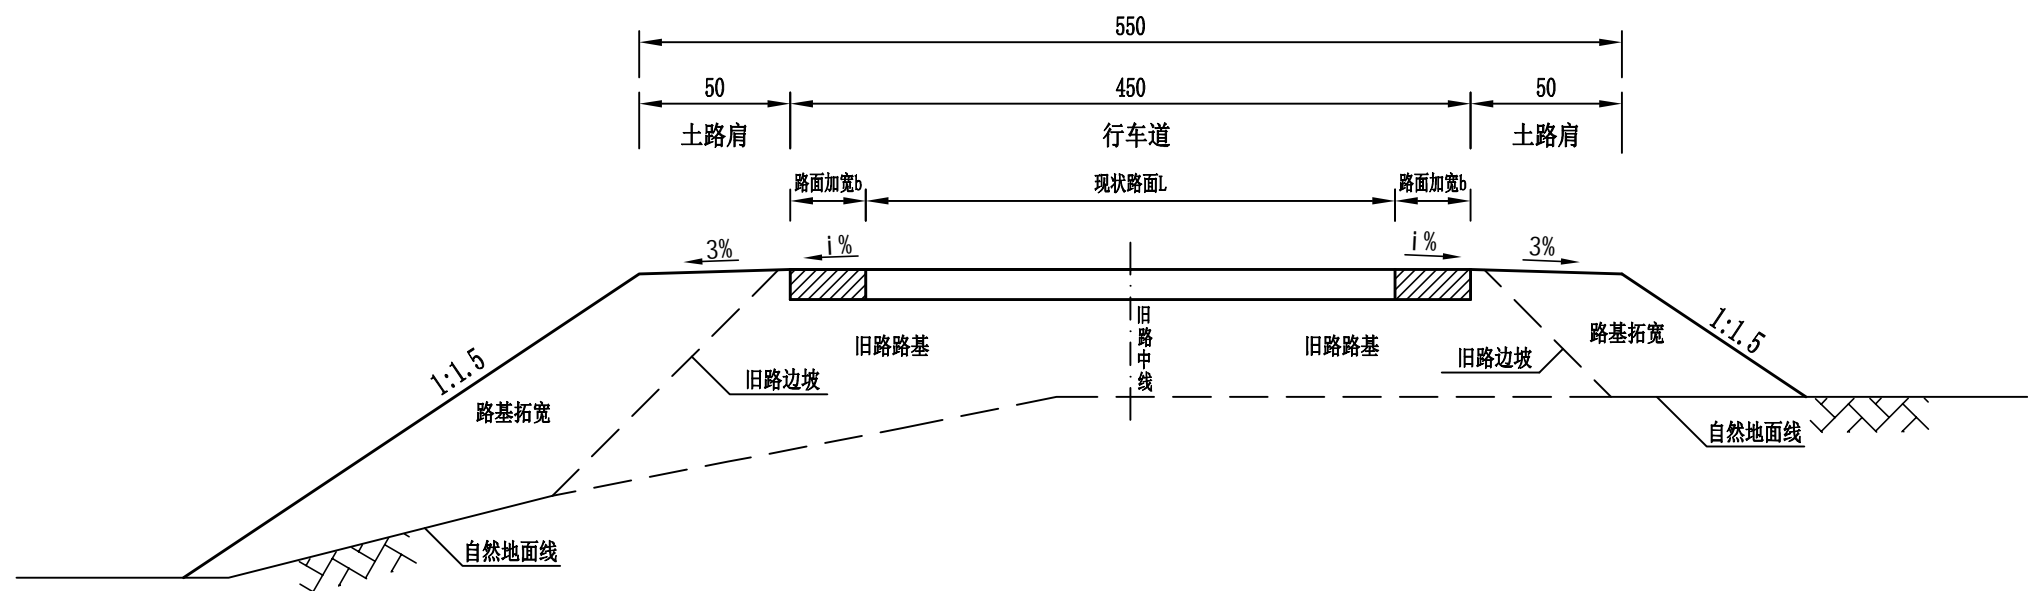 550
50
450
50
土路肩
行车道
土路肩
路面加宽b
现状路面L
路面加宽b
3%
i%
i%
3%
1:1.5
路基拓宽
旧路边坡
旧路路基
旧路中线
旧路路基
旧路边坡
路基拓宽
1:1.5
自然地面线
自然地面线